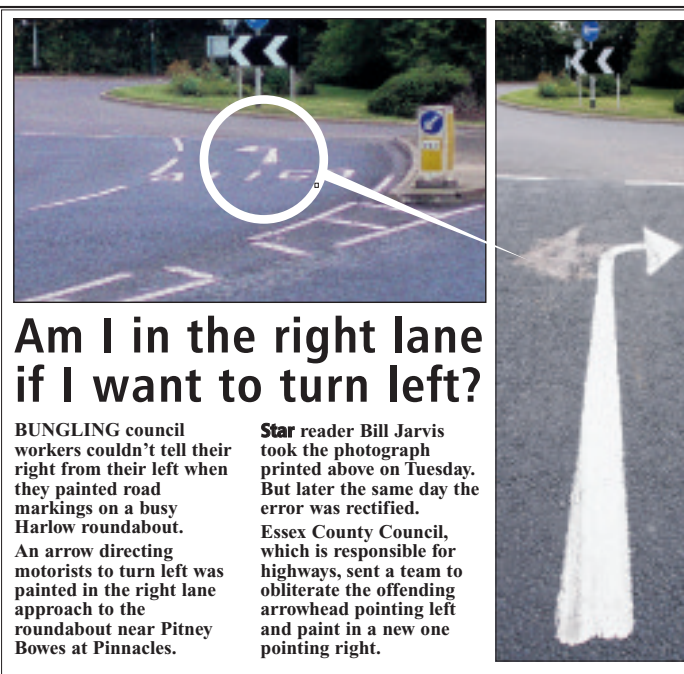 Am I in the right lane
if I want to turn left?
BUNGLING council
workers couldn't tell their
right from their left when
they painted road
markings on a busy
Harlow roundabout.
An arrow directing
motorists to turn left was
painted in the right lane
approach to the
roundabout near Pitney
Bowes at Pinnacles.
Star reader Bill Jarvis
took the photograph
printed above on Tuesday.
But later the same day the
error was rectified.
Essex County Council,
which is responsible for
highways, sent a team to
obliterate the offending
arrowhead pointing left
and paint in a new one
pointing right.